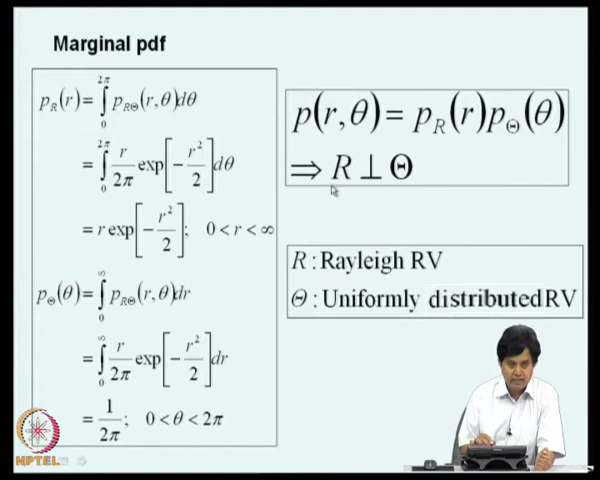 Marginal pdf
p_R(r) = ∫_0^{2π} p_{RΘ}(r,θ)dθ
= ∫_0^{2π} r/2π exp[−r²/2] dθ
= r exp[−r²/2]; 0 < r < ∞
p_Θ(θ) = ∫_0^∞ p_{RΘ}(r,θ)dr
= ∫_0^∞ r/2π exp[−r²/2] dr
= 1/2π; 0 < θ < 2π
p(r,θ) = p_R(r)p_Θ(θ)
⇒ R ⊥ Θ
R : Rayleigh RV
Θ : Uniformly distributed RV
NPTEL